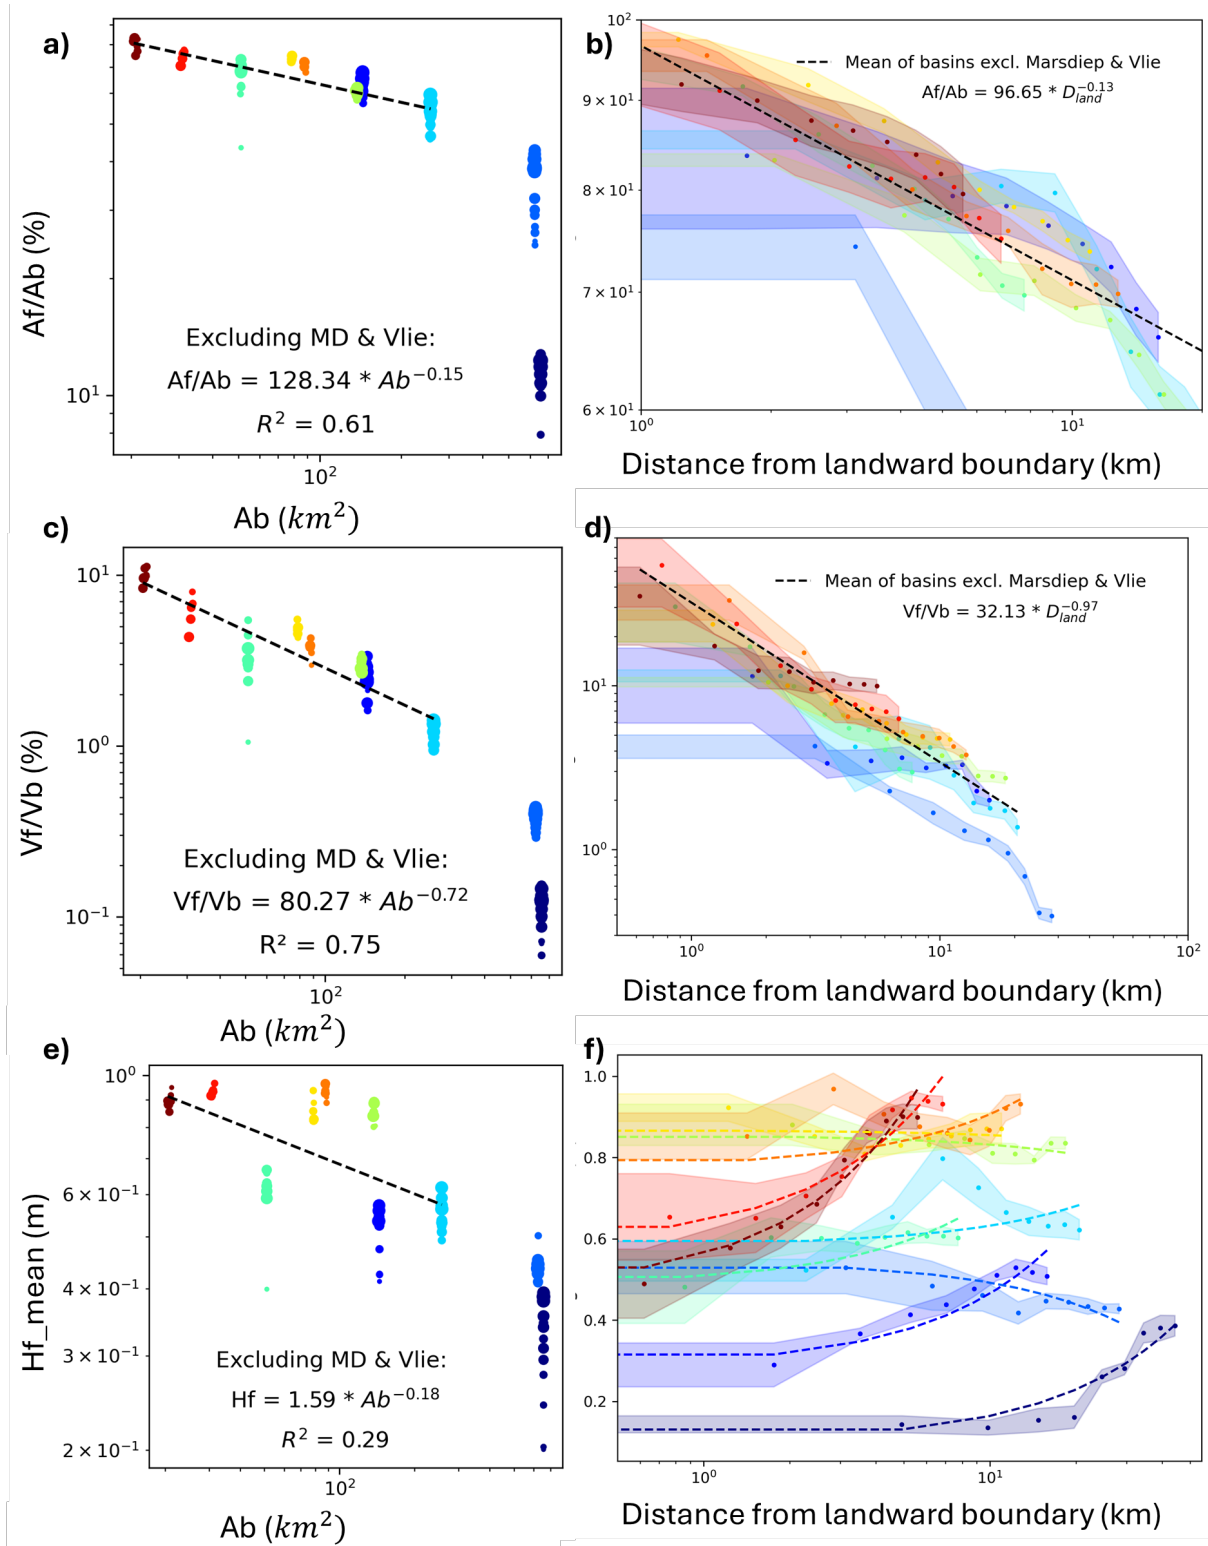 a)
Af/Ab (%)
10¹
Excluding MD & Vlie:
Af/Ab = 128.34 * Ab⁻⁰·¹⁵
R² = 0.61
10²
Ab (km²)
b)
10²
9 × 10¹
8 × 10¹
7 × 10¹
6 × 10¹
Mean of basins excl. Marsdiep & Vlie
Af/Ab = 96.65 * D_land^−0.13
10⁰
10¹
Distance from landward boundary (km)
c)
Vf/Vb (%)
10¹
10⁰
10⁻¹
Excluding MD & Vlie:
Vf/Vb = 80.27 * Ab⁻⁰·⁷²
R² = 0.75
10²
Ab (km²)
d)
10¹
10⁰
Mean of basins excl. Marsdiep & Vlie
Vf/Vb = 32.13 * D_land^−0.97
10⁰
10¹
10²
Distance from landward boundary (km)
e)
Hf_mean (m)
10⁰
6 × 10⁻¹
4 × 10⁻¹
3 × 10⁻¹
2 × 10⁻¹
Excluding MD & Vlie:
Hf = 1.59 * Ab⁻⁰·¹⁸
R² = 0.29
10²
Ab (km²)
f)
1.0
0.8
0.6
0.4
0.2
10⁰
10¹
Distance from landward boundary (km)